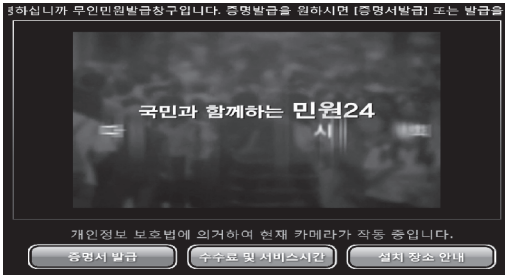 하십니까 무인민원발급창구입니다. 증명발급을 원하시면 [증명서발급] 또는 발급을
국민과 함께하는 민원24
시
개인정보 보호법에 의거하여 현재 카메라가 작동 중입니다.
증명서 발급
수수료 및 서비스시간
설치 장소 안내